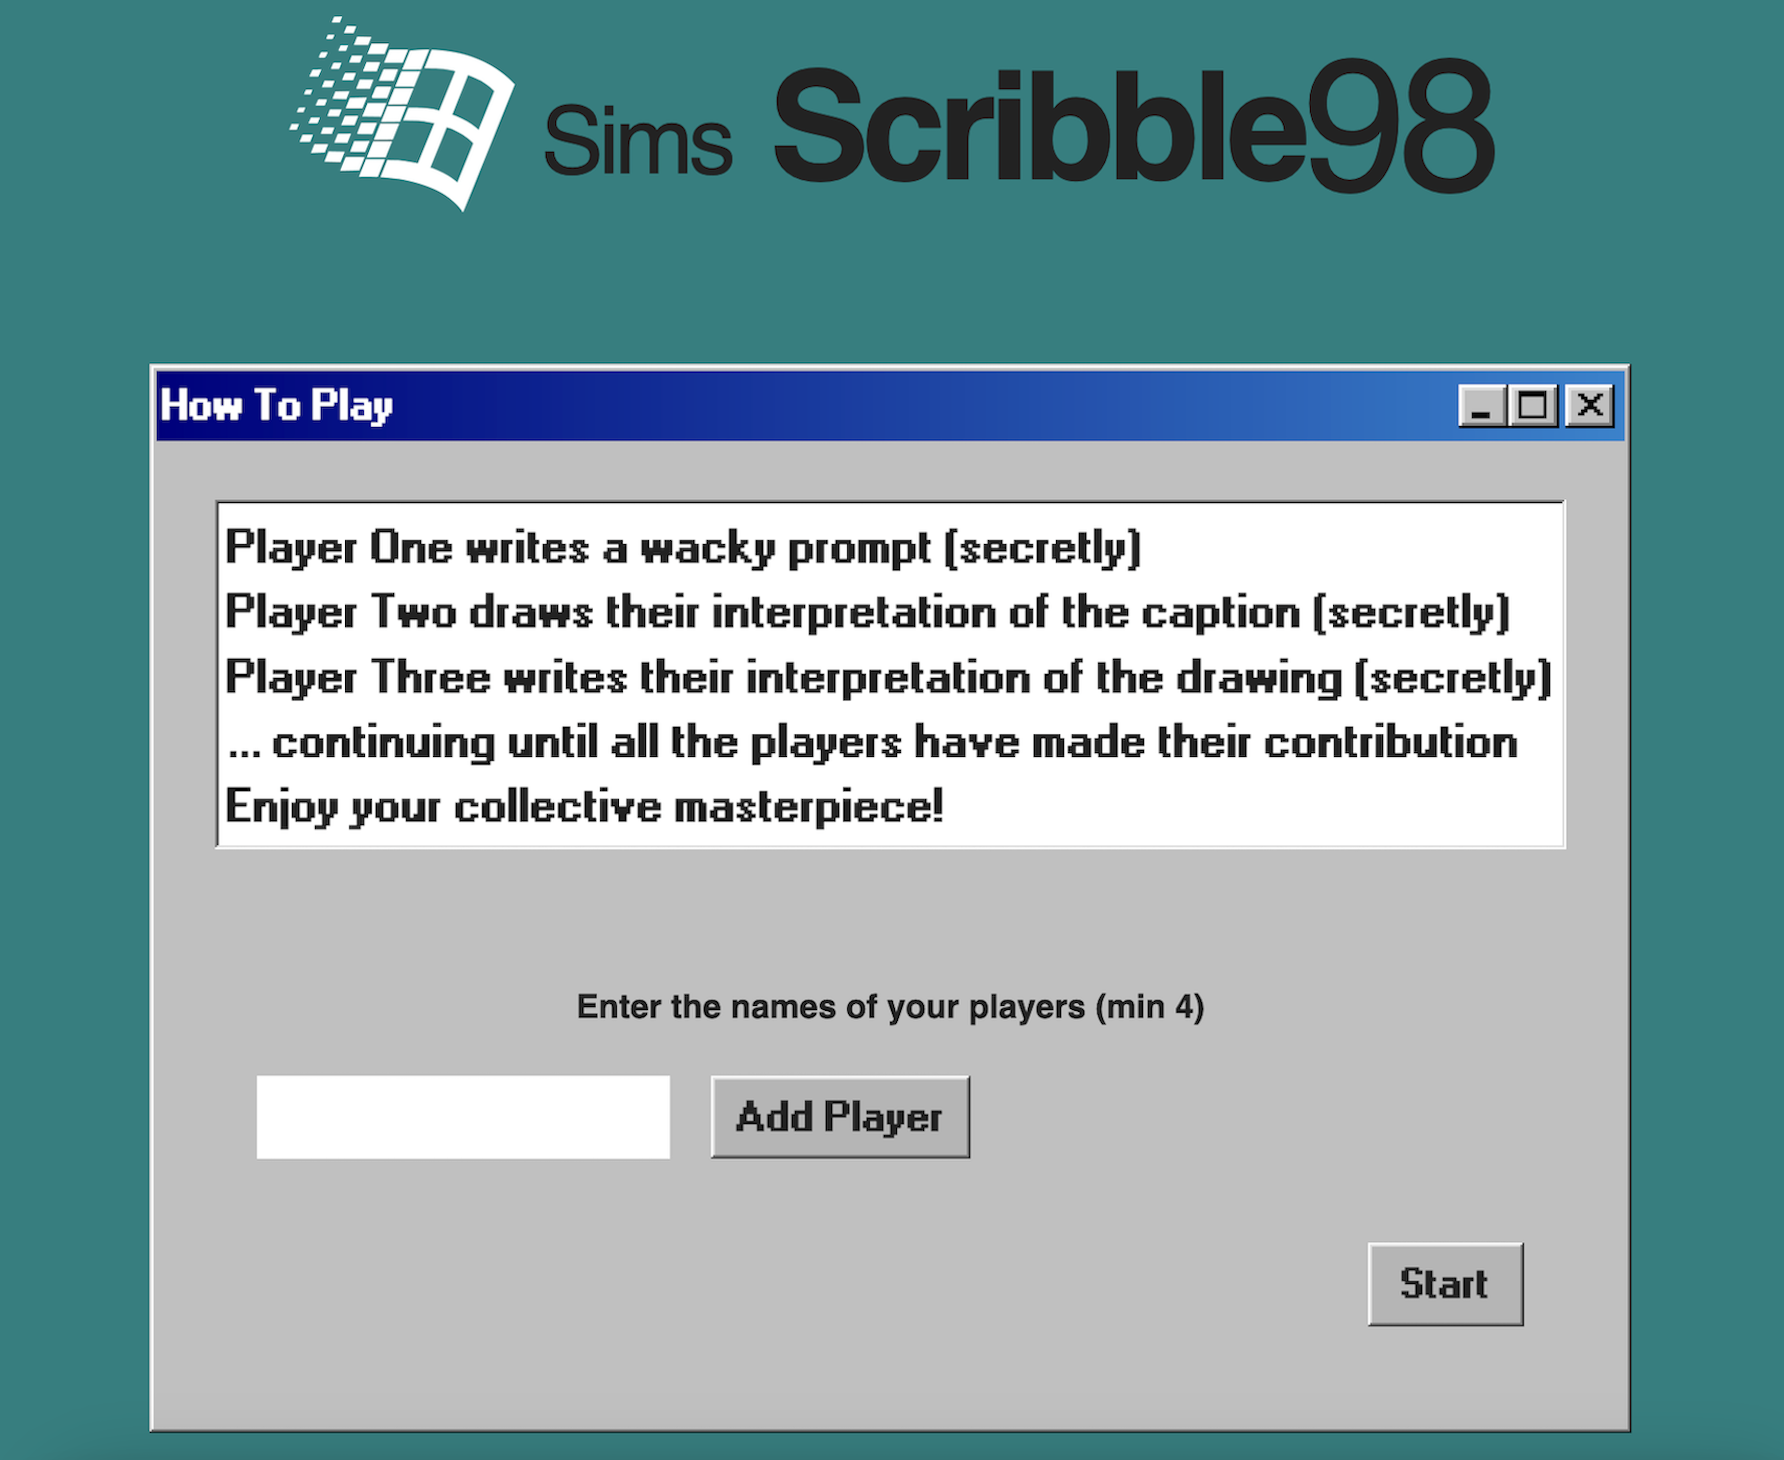 Sims Scribble98
How To Play
Player One writes a wacky prompt (secretly)
Player Two draws their interpretation of the caption (secretly)
Player Three writes their interpretation of the drawing (secretly)
... continuing until all the players have made their contribution
Enjoy your collective masterpiece!
Enter the names of your players (min 4)
Add Player
Start